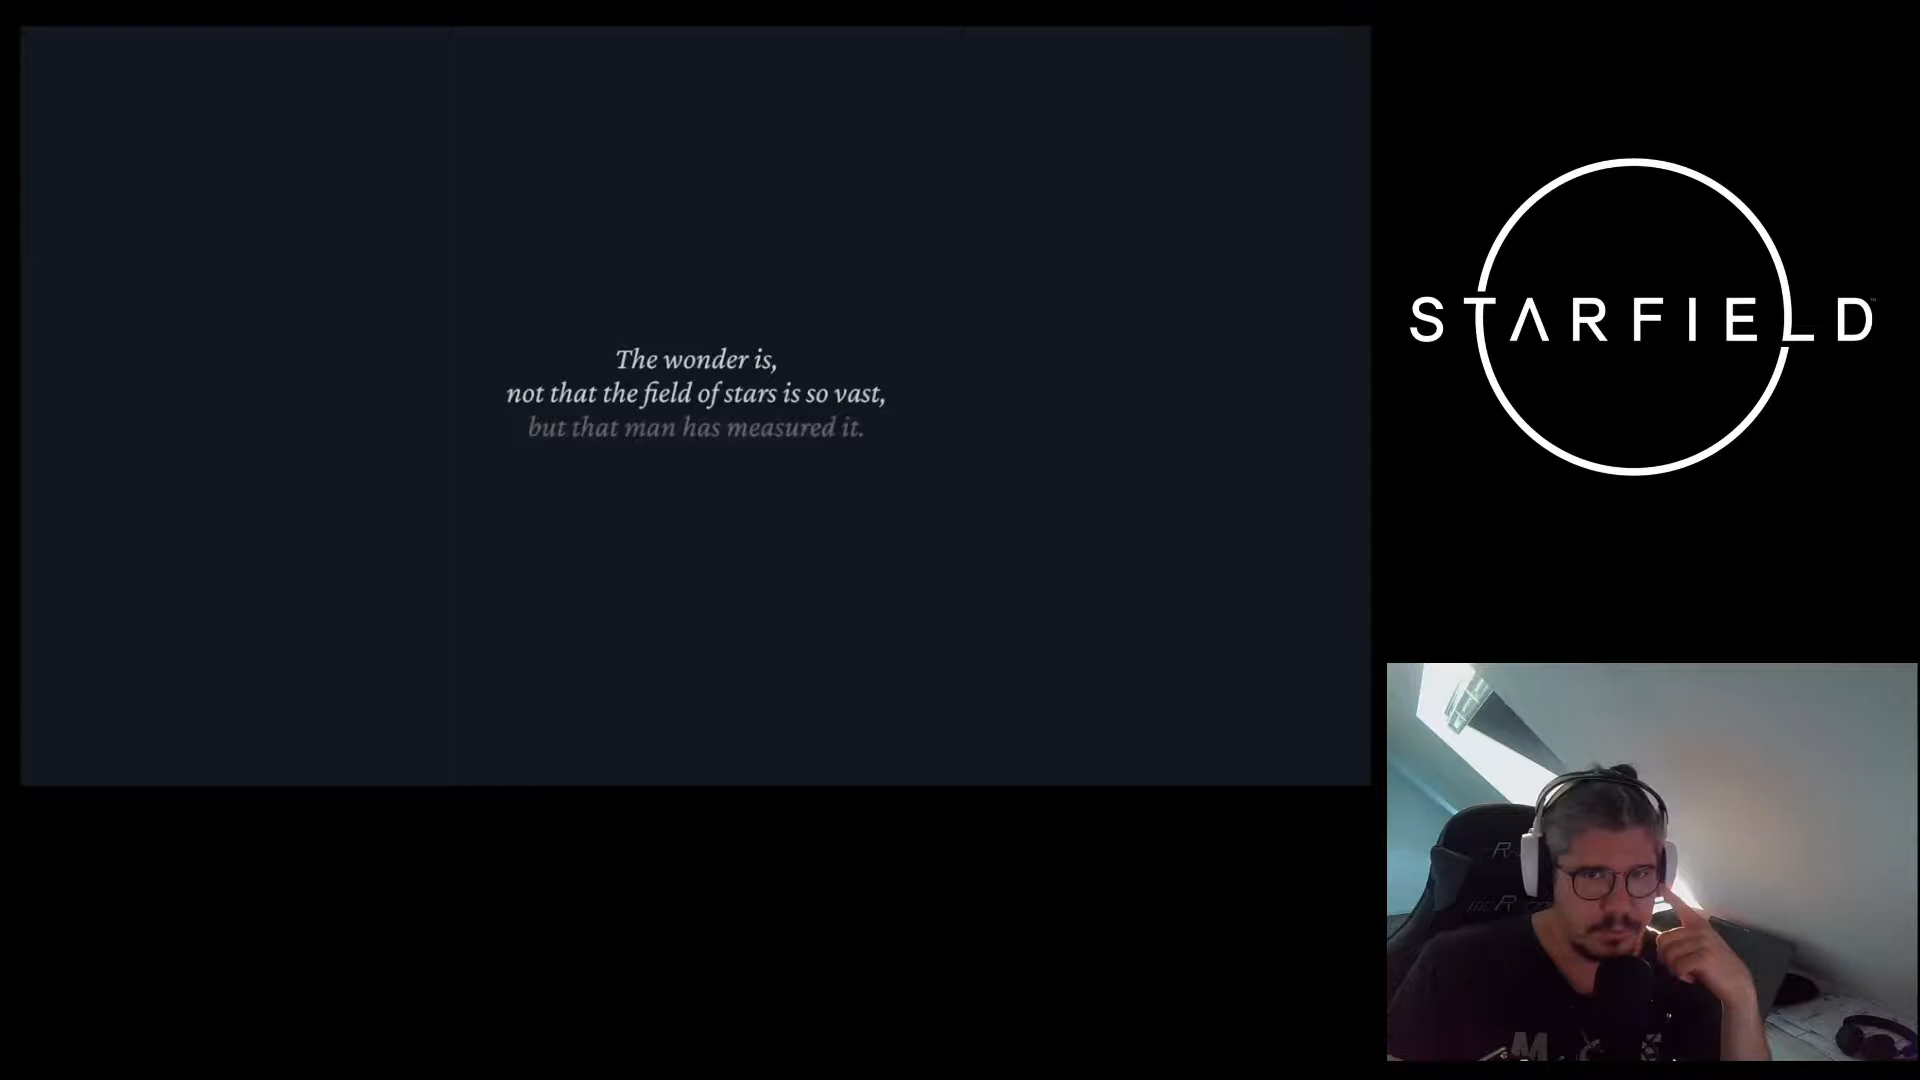 The wonder is,
not that the field of stars is so vast,
but that man has measured it.
STARFIELD